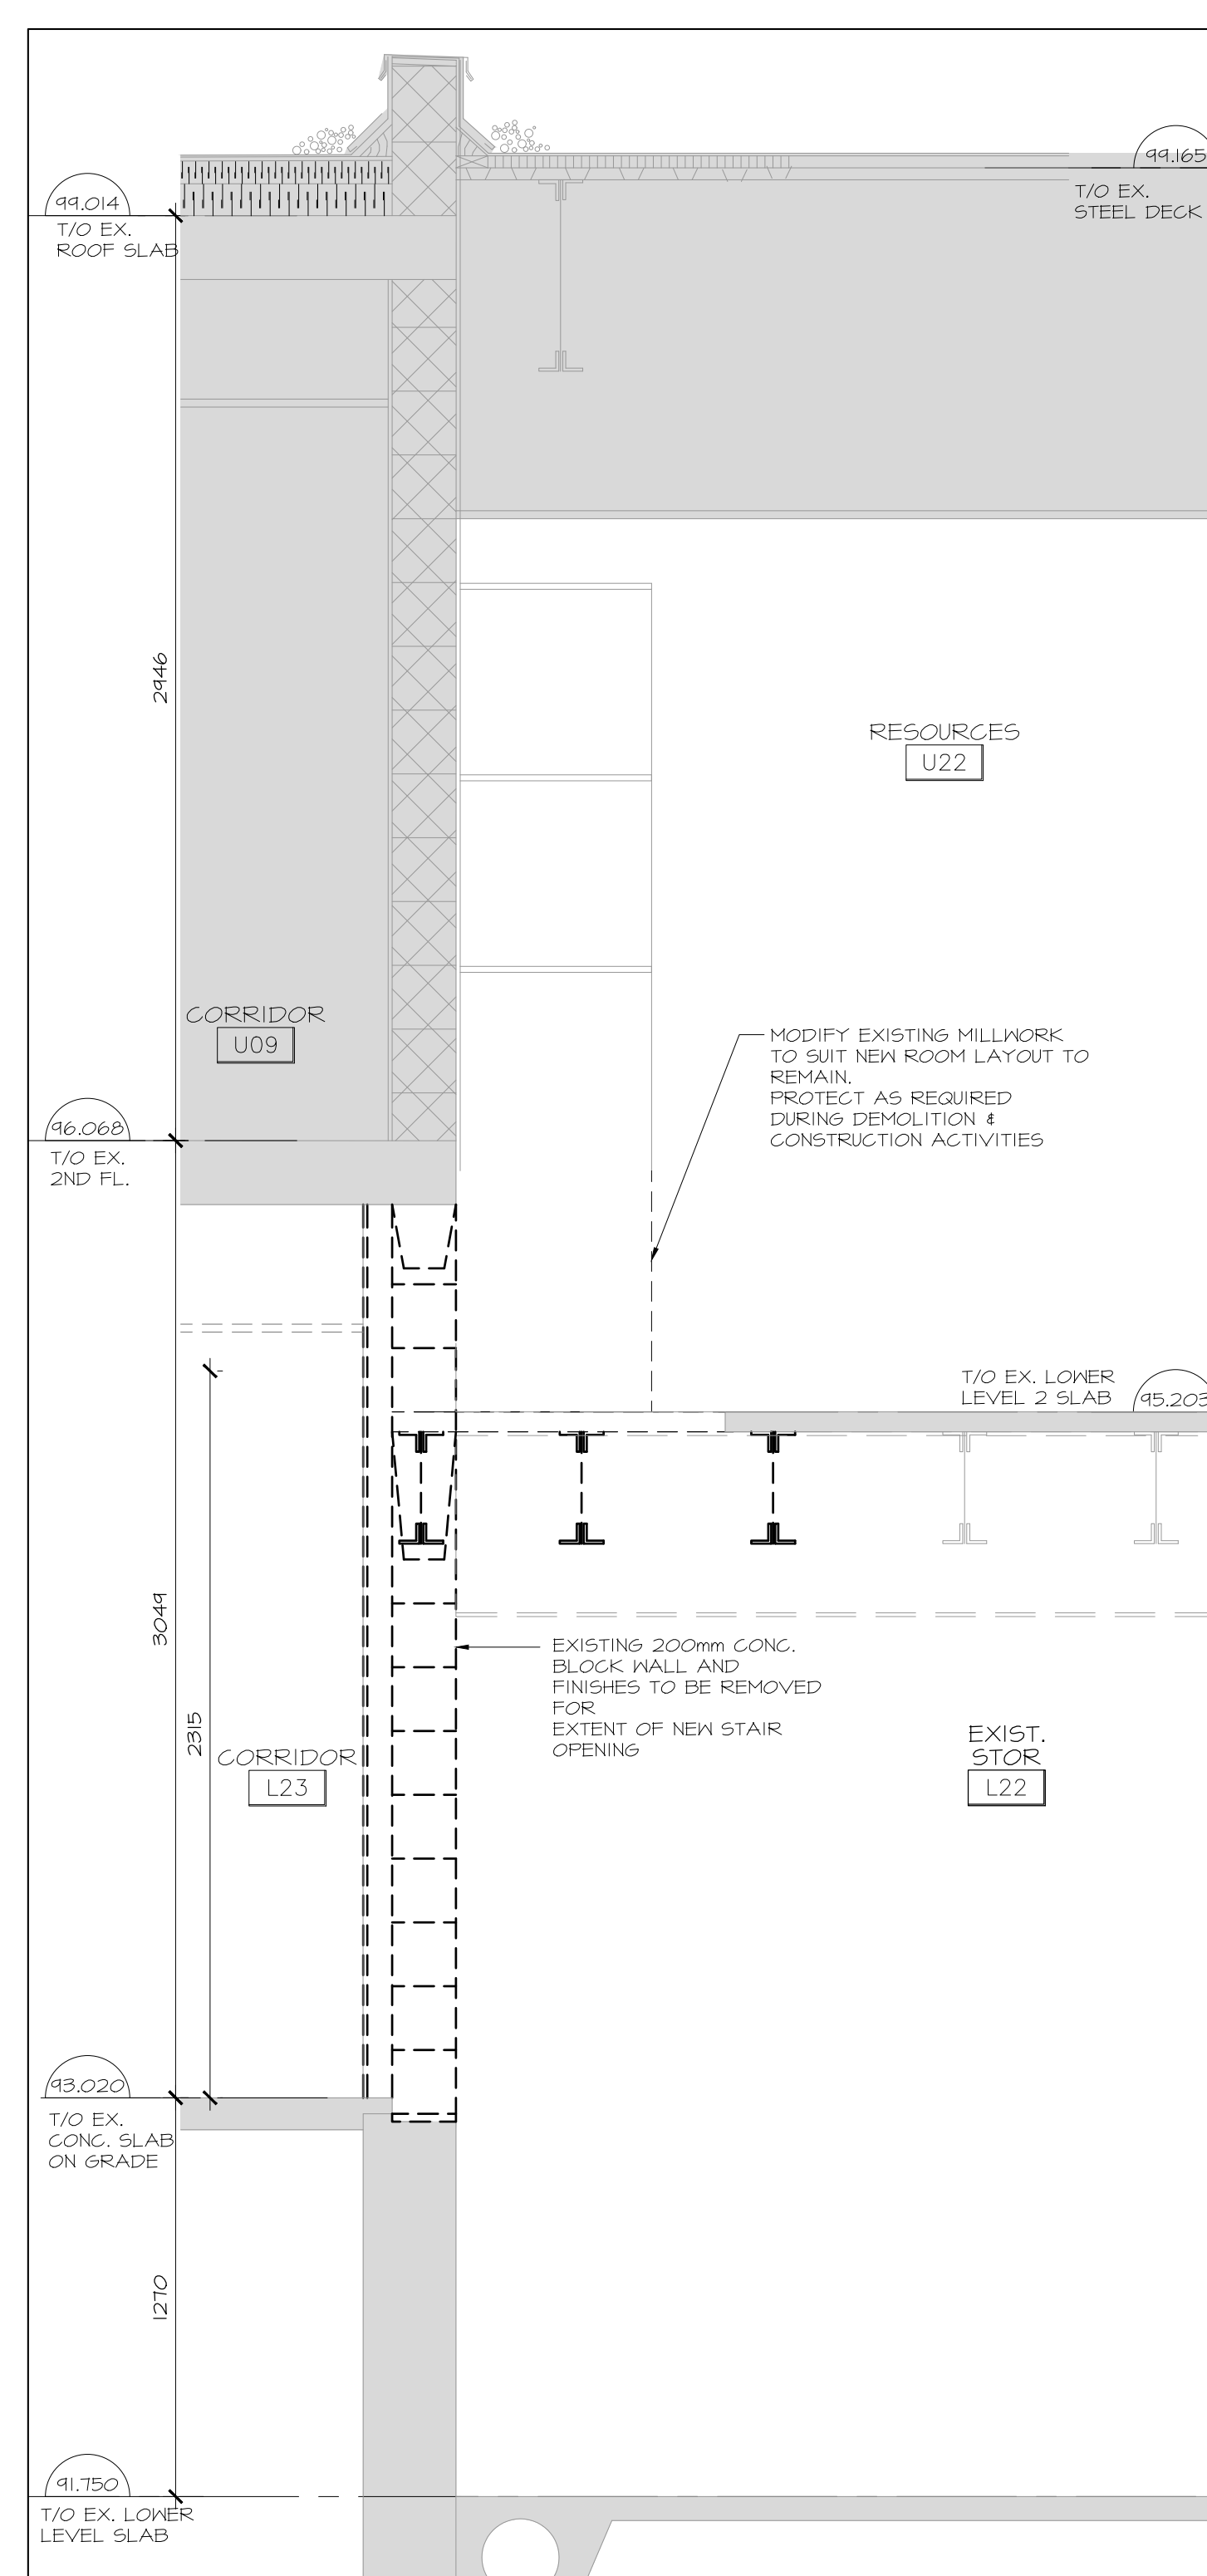 99.165
T/O EX.
STEEL DECK
99.014
T/O EX.
ROOF SLAB
2946
RESOURCES
U22
CORRIDOR
U09
MODIFY EXISTING MILLWORK
TO SUIT NEW ROOM LAYOUT TO
REMAIN.
PROTECT AS REQUIRED
DURING DEMOLITION &
CONSTRUCTION ACTIVITIES
96.068
T/O EX.
2ND FL.
T/O EX. LOWER
LEVEL 2 SLAB
95.203
3049
2315
EXISTING 200mm CONC.
BLOCK WALL AND
FINISHES TO BE REMOVED
FOR
EXTENT OF NEW STAIR
OPENING
CORRIDOR
L23
EXIST.
STOR
L22
93.020
T/O EX.
CONC. SLAB
ON GRADE
1270
91.750
T/O EX. LOWER
LEVEL SLAB